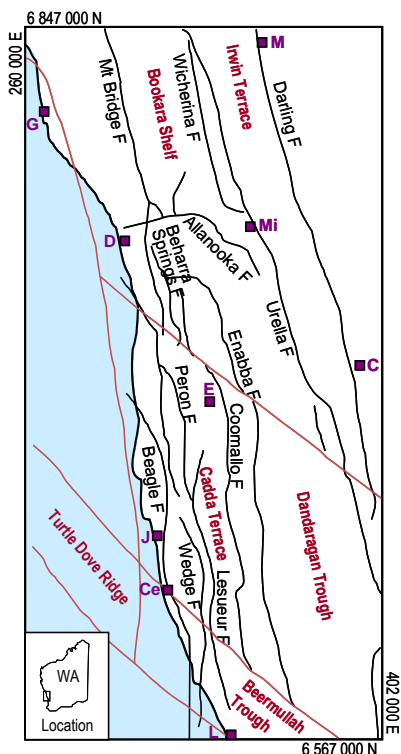 6 847 000 N
260 000 E
M
G
Mt Bridge F
Bookara Shelf
Wicherina F
Irwin Terrace
Darling F
Mi
D
Allanooka F
Beharra
Springs F
Urella F
C
Enabba F
E
Peron F
Coomallo F
Beagle F
Cadda Terrace
Dandaragan Trough
Turtle Dove Ridge
J
Ce
Wedge F
Lesueur F
Beermullah
Trough
WA
Location
L
402 000 E
6 567 000 N